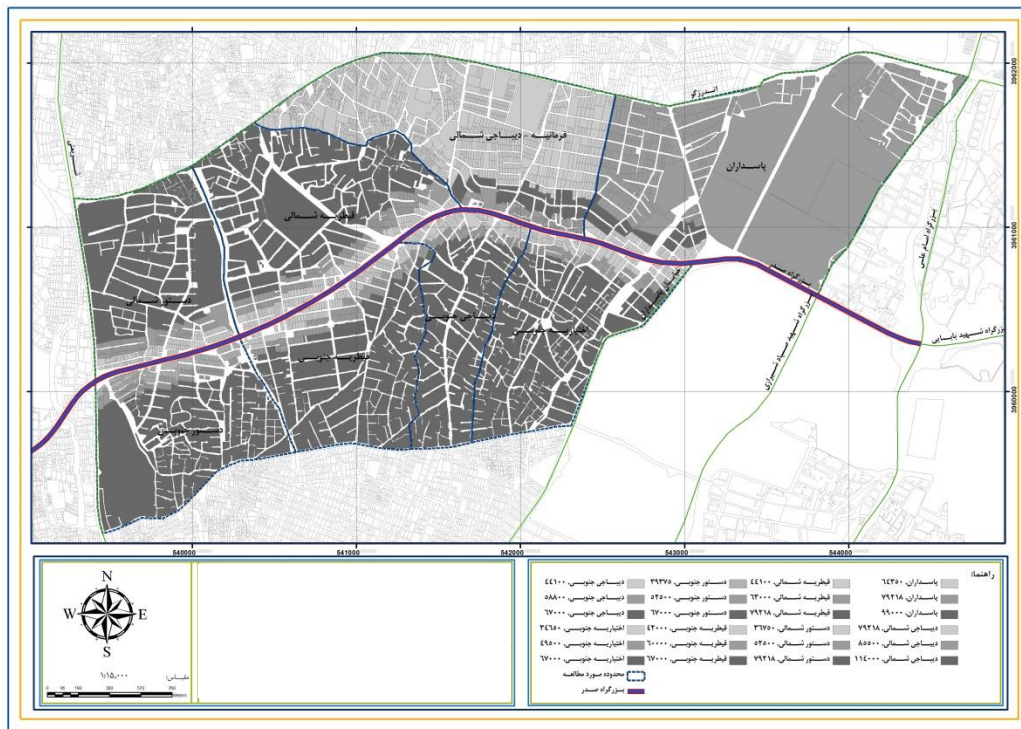 3962000
3961000
3960000
اندرزگو
شریعتی
فرمانیه - دیباجی شمالی
پاسداران
قیطریه شمالی
بزرگراه امام علی
دستور شمالی
دیباجی جنوبی
اختیاریه جنوبی
قیطریه جنوبی
بزرگراه صدر
بزرگراه شهید بابایی
بزرگراه شهید صیاد شیرازی
دستور جنوبی
540000
541000
542000
543000
544000
N
W E
S
مقیاس:
۱:۱۵,۰۰۰
Meters
راهنما:
پاسداران, ۶۴۳۵۰
قیطریه شمالی, ۴۴۱۰۰
دستور جنوبی, ۳۹۳۷۵
دیباجی جنوبی, ۴۴۱۰۰
پاسداران, ۷۹۲۱۸
قیطریه شمالی, ۶۳۰۰۰
دستور جنوبی, ۵۲۵۰۰
دیباجی جنوبی, ۵۸۸۰۰
پاسداران, ۹۹۰۰۰
قیطریه شمالی, ۷۹۲۱۸
دستور جنوبی, ۶۷۰۰۰
دیباجی جنوبی, ۶۷۰۰۰
دیباجی شمالی, ۷۹۲۱۸
دستور شمالی, ۳۶۷۵۰
قیطریه جنوبی, ۴۲۰۰۰
اختیاریه جنوبی, ۳۴۶۵۰
دیباجی شمالی, ۸۵۵۰۰
دستور شمالی, ۵۲۵۰۰
قیطریه جنوبی, ۶۰۰۰۰
اختیاریه جنوبی, ۴۹۵۰۰
دیباجی شمالی, ۱۱۴۰۰۰
دستور شمالی, ۷۹۲۱۸
قیطریه جنوبی, ۶۷۰۰۰
اختیاریه جنوبی, ۶۷۰۰۰
محدوده مورد مطالعه
بزرگراه صدر